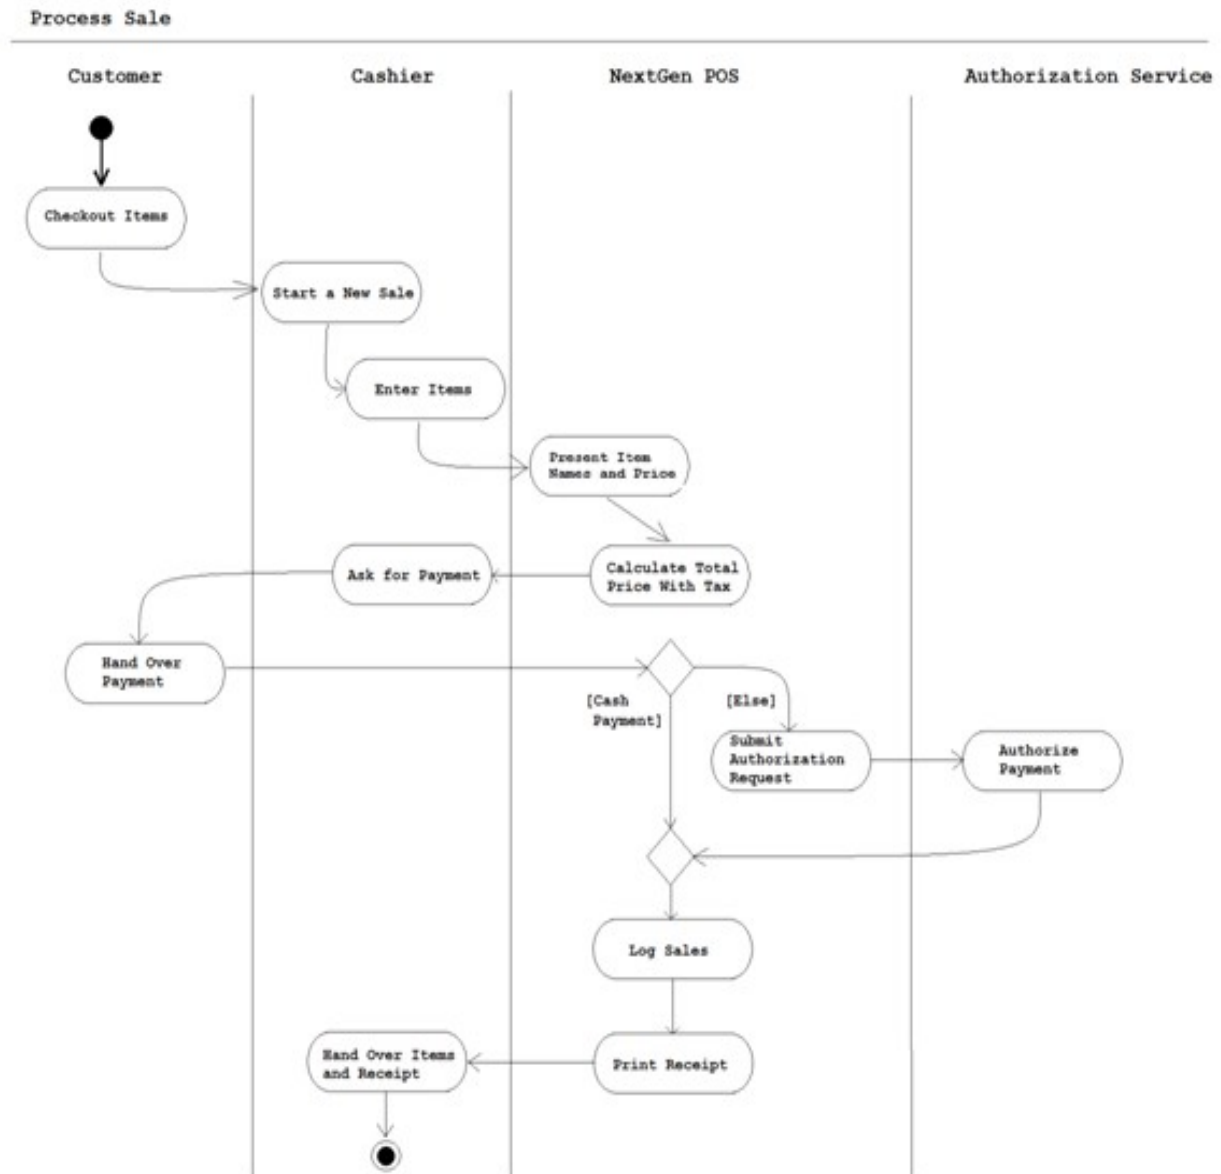 Process Sale
Customer
Cashier
NextGen POS
Authorization Service
Checkout Items
Start a New Sale
Enter Items
Present Item
Names and Price
Calculate Total
Price With Tax
Ask for Payment
Hand Over
Payment
[Cash
Payment]
[Else]
Submit
Authorization
Request
Authorize
Payment
Log Sales
Print Receipt
Hand Over Items
and Receipt